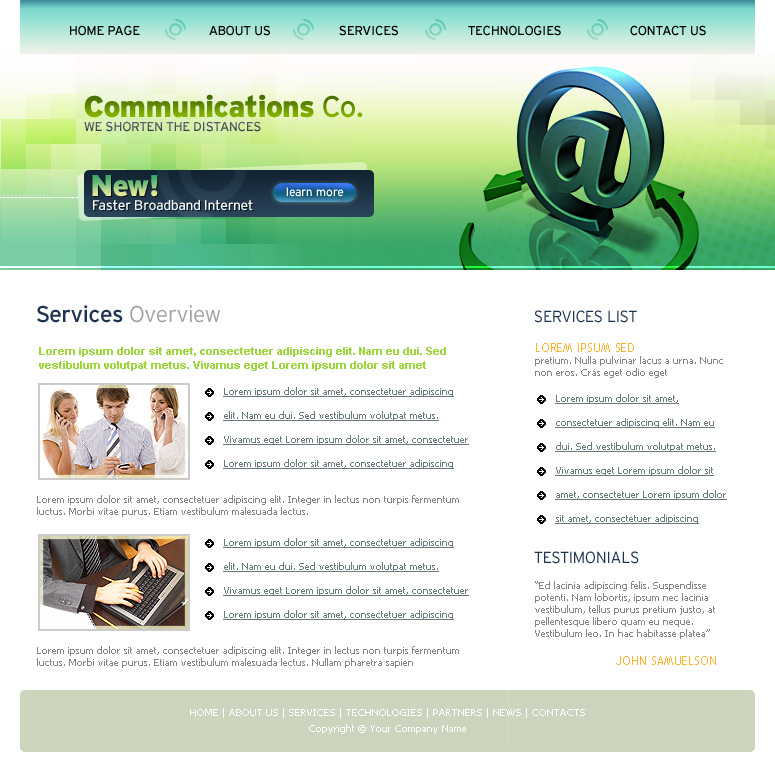 HOME PAGE ABOUT US SERVICES TECHNOLOGIES CONTACT US
Communications Co.
WE SHORTEN THE DISTANCES
@
New!
Faster Broadband Internet
learn more
Services Overview
Lorem ipsum dolor sit amet, consectetuer adipiscing elit. Nam eu dui. Sed
vestibulum volutpat metus. Vivamus eget Lorem ipsum dolor sit amet
Lorem ipsum dolor sit amet, consectetuer adipiscing
elit. Nam eu dui. Sed vestibulum volutpat metus.
Vivamus eget Lorem ipsum dolor sit amet, consectetuer
Lorem ipsum dolor sit amet, consectetuer adipiscing
Lorem ipsum dolor sit amet, consectetuer adipiscing elit. Integer in lectus non turpis fermentum
luctus. Morbi vitae purus. Etiam vestibulum malesuada lectus.
Lorem ipsum dolor sit amet, consectetuer adipiscing
elit. Nam eu dui. Sed vestibulum volutpat metus.
Vivamus eget Lorem ipsum dolor sit amet, consectetuer
Lorem ipsum dolor sit amet, consectetuer adipiscing
Lorem ipsum dolor sit amet, consectetuer adipiscing elit. Integer in lectus non turpis fermentum
luctus. Morbi vitae purus. Etiam vestibulum malesuada lectus. Nullam pharetra sapien
SERVICES LIST
LOREM IPSUM SED
pretium. Nulla pulvinar lacus a urna. Nunc
non eros. Cras eget odio eget
Lorem ipsum dolor sit amet,
consectetuer adipiscing elit. Nam eu
dui. Sed vestibulum volutpat metus.
Vivamus eget Lorem ipsum dolor sit
amet, consectetuer Lorem ipsum dolor
sit amet, consectetuer adipiscing
TESTIMONIALS
"Ed lacinia adipiscing felis. Suspendisse
potenti. Nam lobortis, ipsum nec lacinia
vestibulum, tellus purus pretium justo, at
pellentesque libero quam eu neque.
Vestibulum leo. In hac habitasse platea"
JOHN SAMUELSON
HOME | ABOUT US | SERVICES | TECHNOLOGIES | PARTNERS | NEWS | CONTACTS
Copyright © Your Company Name